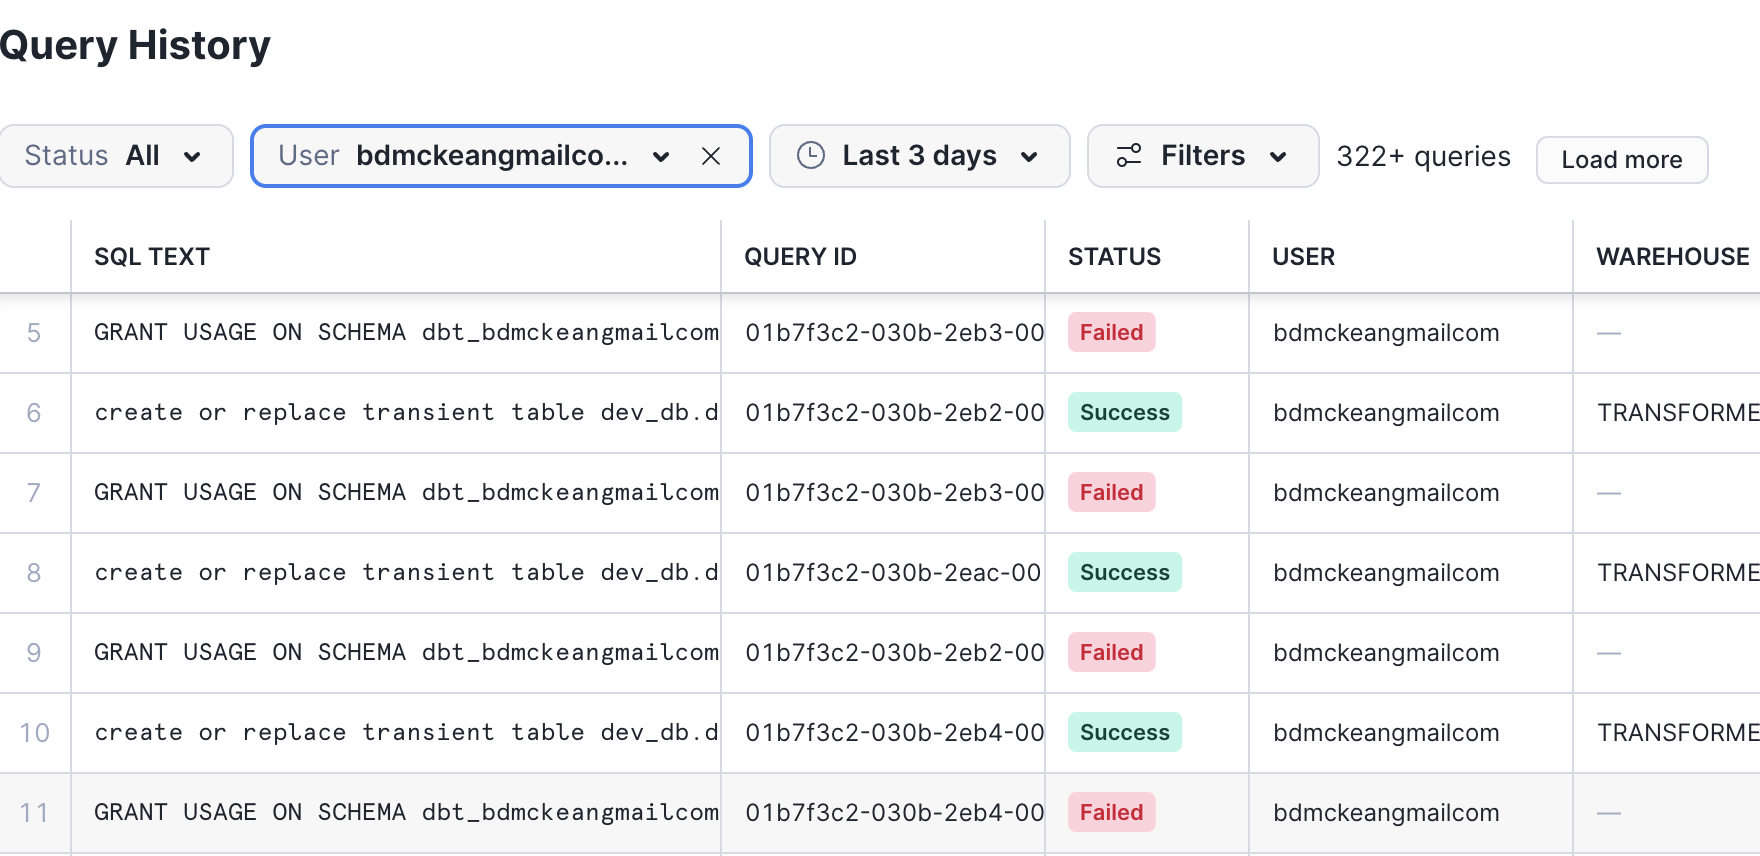 Query History
Status All User bdmckeangmailco... Last 3 days Filters 322+ queries Load more
SQL TEXT QUERY ID STATUS USER WAREHOUSE
5 GRANT USAGE ON SCHEMA dbt_bdmckeangmailcom 01b7f3c2-030b-2eb3-00 Failed bdmckeangmailcom —
6 create or replace transient table dev_db.d 01b7f3c2-030b-2eb2-00 Success bdmckeangmailcom TRANSFORME
7 GRANT USAGE ON SCHEMA dbt_bdmckeangmailcom 01b7f3c2-030b-2eb3-00 Failed bdmckeangmailcom —
8 create or replace transient table dev_db.d 01b7f3c2-030b-2eac-00 Success bdmckeangmailcom TRANSFORME
9 GRANT USAGE ON SCHEMA dbt_bdmckeangmailcom 01b7f3c2-030b-2eb2-00 Failed bdmckeangmailcom —
10 create or replace transient table dev_db.d 01b7f3c2-030b-2eb4-00 Success bdmckeangmailcom TRANSFORME
11 GRANT USAGE ON SCHEMA dbt_bdmckeangmailcom 01b7f3c2-030b-2eb4-00 Failed bdmckeangmailcom —